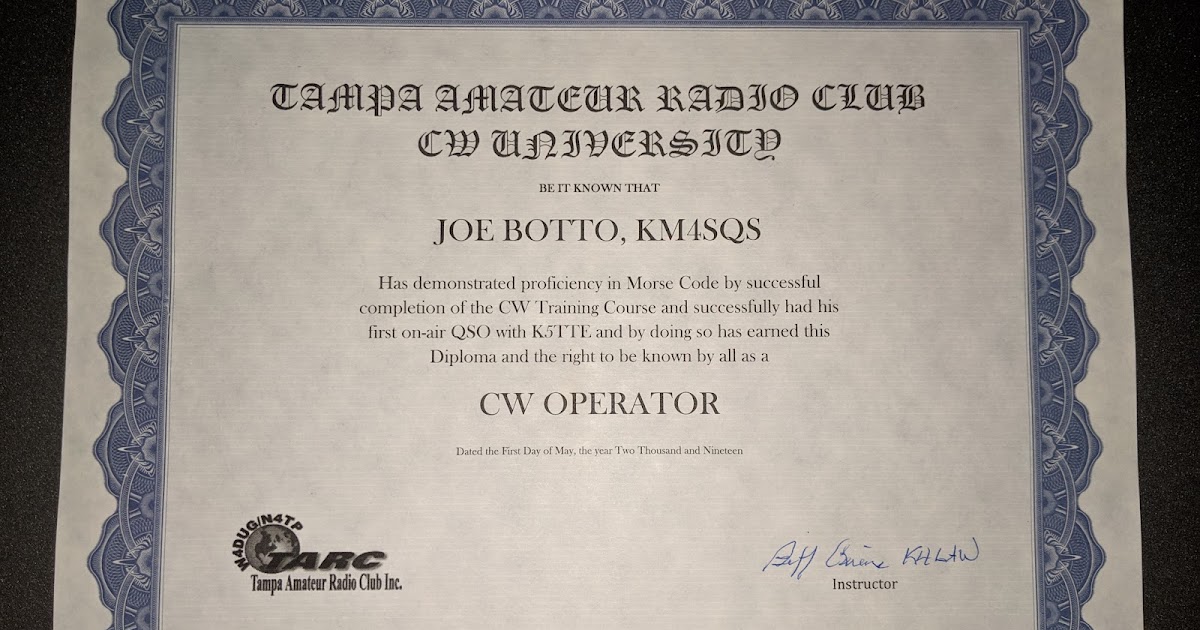 TAMPA AMATEUR RADIO CLUB
CW UNIVERSITY
BE IT KNOWN THAT
JOE BOTTO, KM4SQS
Has demonstrated proficiency in Morse Code by successful
completion of the CW Training Course and successfully had his
first on-air QSO with K5TTE and by doing so has earned this
Diploma and the right to be known by all as a
CW OPERATOR
Dated the First Day of May, the year Two Thousand and Nineteen
W4DUG/N4TP
TARC
Tampa Amateur Radio Club Inc.
Instructor